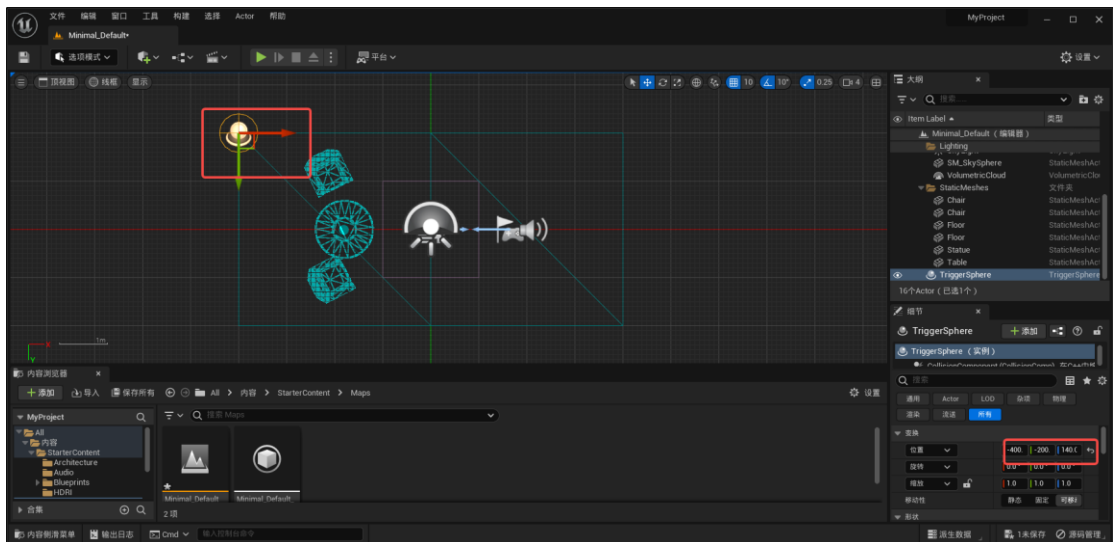 文件 编辑 窗口 工具 构建 选择 Actor 帮助
MyProject
Minimal_Default•
选项模式
平台
设置
顶视图 线框 显示
10 10° 0.25 4
大纲
搜索...
Item Label 类型
Minimal_Default（编辑器）
Lighting
SM_SkySphere StaticMeshAct
VolumetricCloud VolumetricClou
StaticMeshes 文件夹
Chair StaticMeshAct
Chair StaticMeshAct
Floor StaticMeshAct
Floor StaticMeshAct
Statue StaticMeshAct
Table StaticMeshAct
TriggerSphere TriggerSphere
16个Actor（已选1个）
X 1m
Y
细节
TriggerSphere 添加
TriggerSphere（实例）
搜索
通用 Actor LOD 杂项 物理
渲染 流送 所有
变换
位置 -400. -200. 140.(
旋转 0.0° 0.0° 0.0°
缩放 1.0 1.0 1.0
移动性 静态 固定 可移
形状
内容浏览器
添加 导入 保存所有 All > 内容 > StarterContent > Maps 设置
MyProject
搜索 Maps
All
内容
StarterContent
Architecture
Audio
Blueprints
HDRI
合集
Minimal_Default Minimal_Default
2 项
内容侧滑菜单 输出日志 Cmd 输入控制台命令
派生数据 1未保存 源码管理